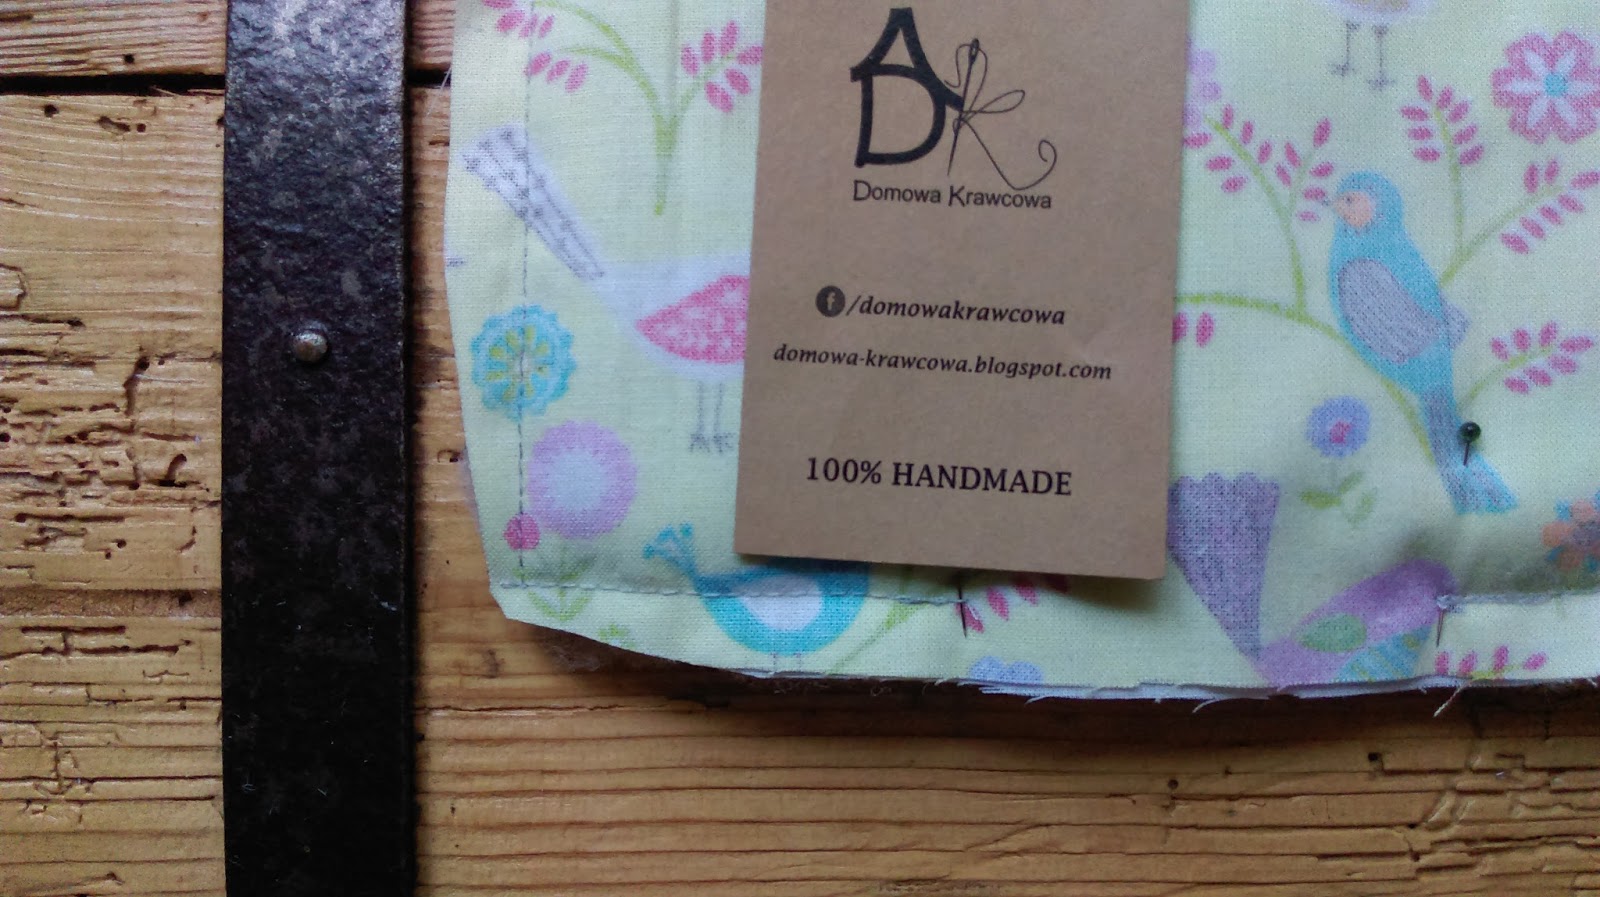 DK
Domowa Krawcowa
f/domowakrawcowa
domowa-krawcowa.blogspot.com
100% HANDMADE